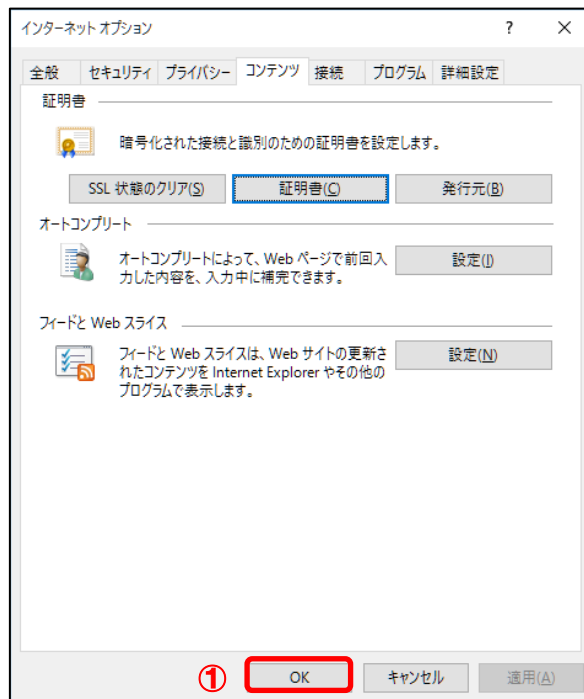 インターネット オプション ? ×
全般 セキュリティ プライバシー コンテンツ 接続 プログラム 詳細設定
証明書
暗号化された接続と識別のための証明書を設定します。
SSL 状態のクリア(S) 証明書(C) 発行元(B)
オートコンプリート
オートコンプリートによって、Web ページで前回入
力した内容を、入力中に補完できます。
設定(I)
フィードと Web スライス
フィードと Web スライスは、Web サイトの更新さ
れたコンテンツを Internet Explorer やその他の
プログラムで表示します。
設定(N)
① OK キャンセル 適用(A)